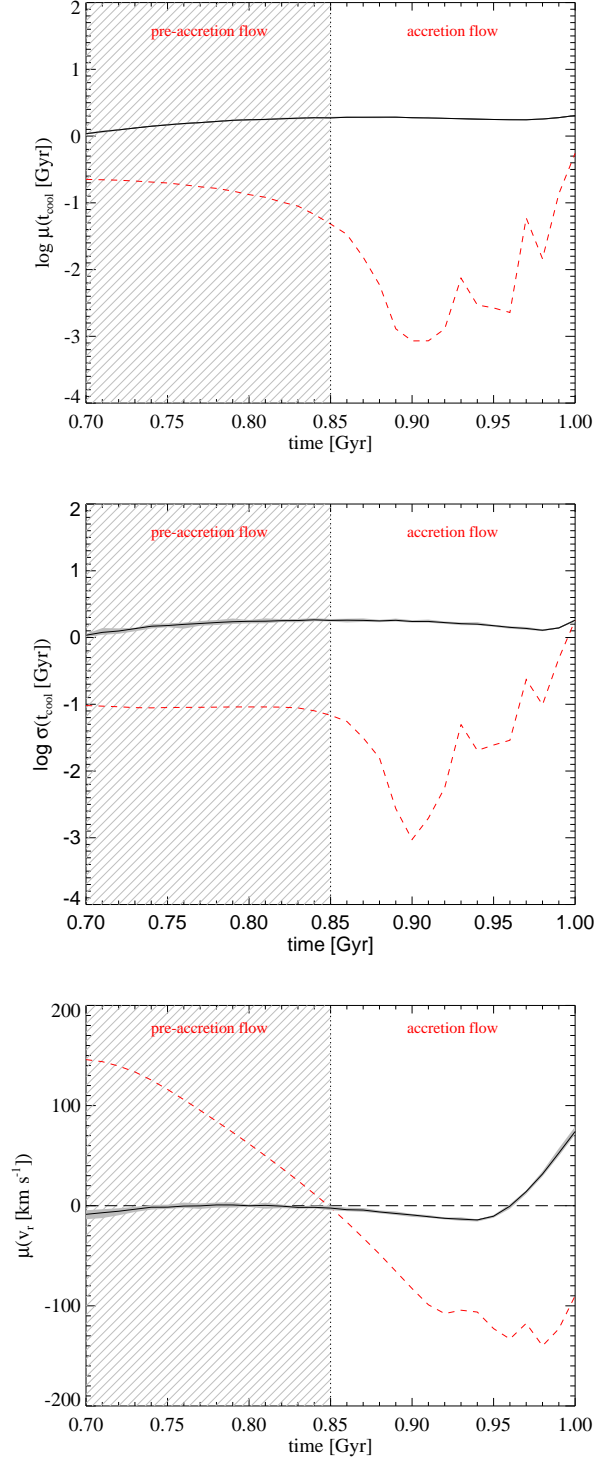 2
pre-accretion flow accretion flow
1
0
-1
-2
-3
-4
log μ(t_cool [Gyr])
0.70 0.75 0.80 0.85 0.90 0.95 1.00
time [Gyr]
2
pre-accretion flow accretion flow
1
0
-1
-2
-3
-4
log σ(t_cool [Gyr])
0.70 0.75 0.80 0.85 0.90 0.95 1.00
time [Gyr]
200
pre-accretion flow accretion flow
100
0
-100
-200
μ(v_r [km s⁻¹])
0.70 0.75 0.80 0.85 0.90 0.95 1.00
time [Gyr]